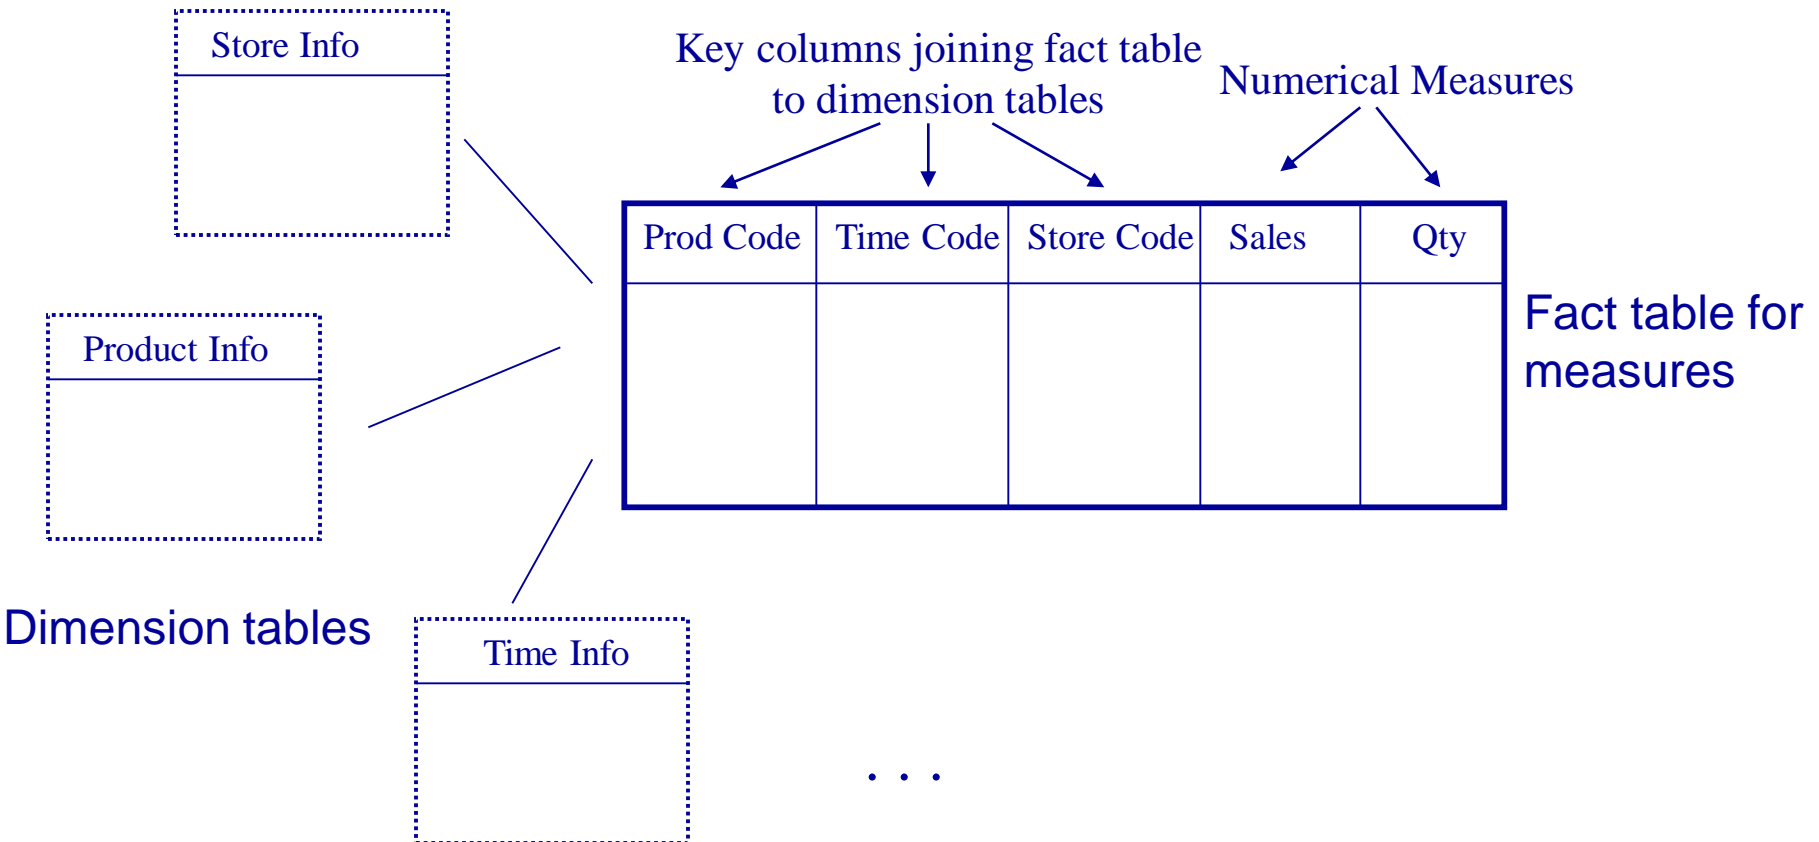 Store Info
Key columns joining fact table
to dimension tables
Numerical Measures
Prod Code Time Code Store Code Sales Qty
Fact table for
measures
Product Info
Dimension tables
Time Info
. . .